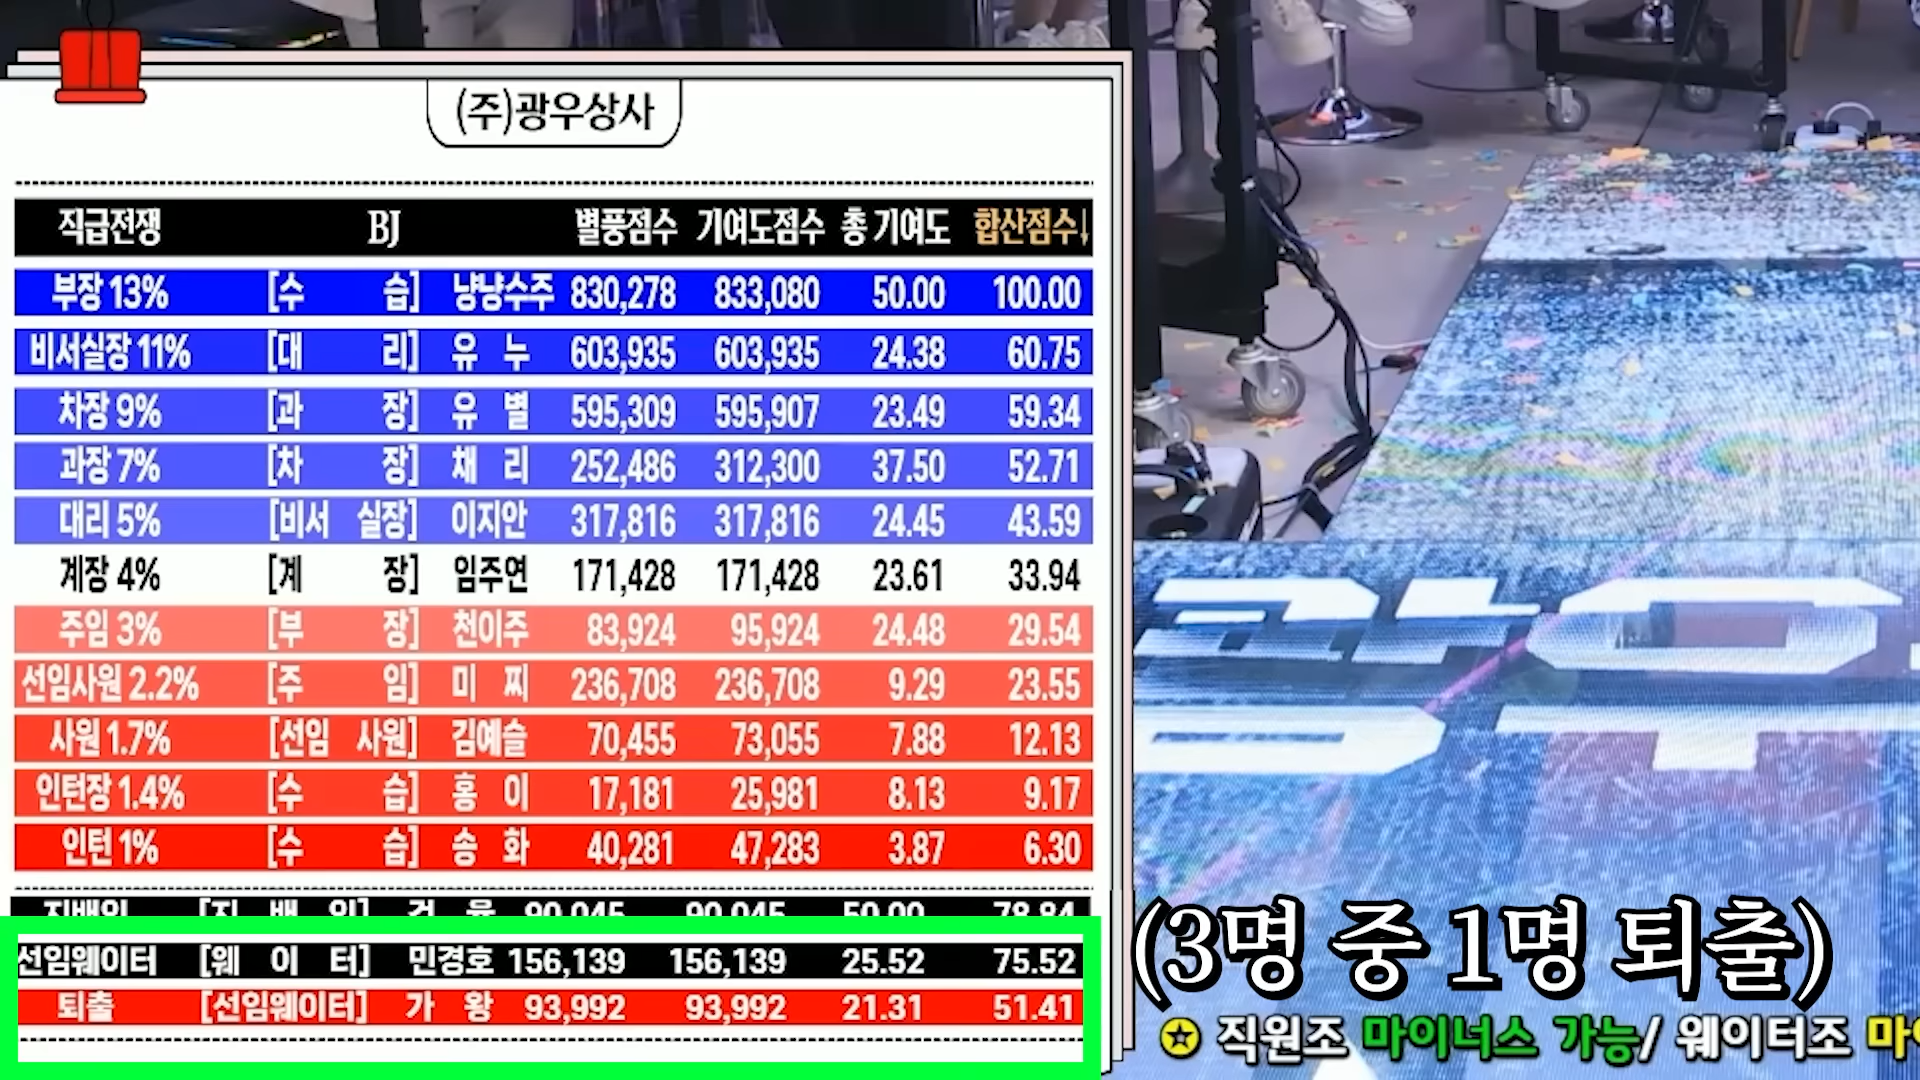 (주)광우상사
직급전쟁 BJ 별풍점수 기여도점수 총 기여도 합산점수↓
부장 13% [수 습] 냥냥수주 830,278 833,080 50.00 100.00
비서실장 11% [대 리] 유 누 603,935 603,935 24.38 60.75
차장 9% [과 장] 유 별 595,309 595,907 23.49 59.34
과장 7% [차 장] 채 리 252,486 312,300 37.50 52.71
대리 5% [비서 실장] 이지안 317,816 317,816 24.45 43.59
계장 4% [계 장] 임주연 171,428 171,428 23.61 33.94
주임 3% [부 장] 천이주 83,924 95,924 24.48 29.54
선임사원 2.2% [주 임] 미 찌 236,708 236,708 9.29 23.55
사원 1.7% [선임 사원] 김예슬 70,455 73,055 7.88 12.13
인턴장 1.4% [수 습] 홍 이 17,181 25,981 8.13 9.17
인턴 1% [수 습] 송 화 40,281 47,283 3.87 6.30
지배인 [지 배 인] 90,045 90,045 50.00 78.84
선임웨이터 [웨 이 터] 민경호 156,139 156,139 25.52 75.52
퇴출 [선임웨이터] 가 왕 93,992 93,992 21.31 51.41
(3명 중 1명 퇴출)
직원조 마이너스 가능/ 웨이터조